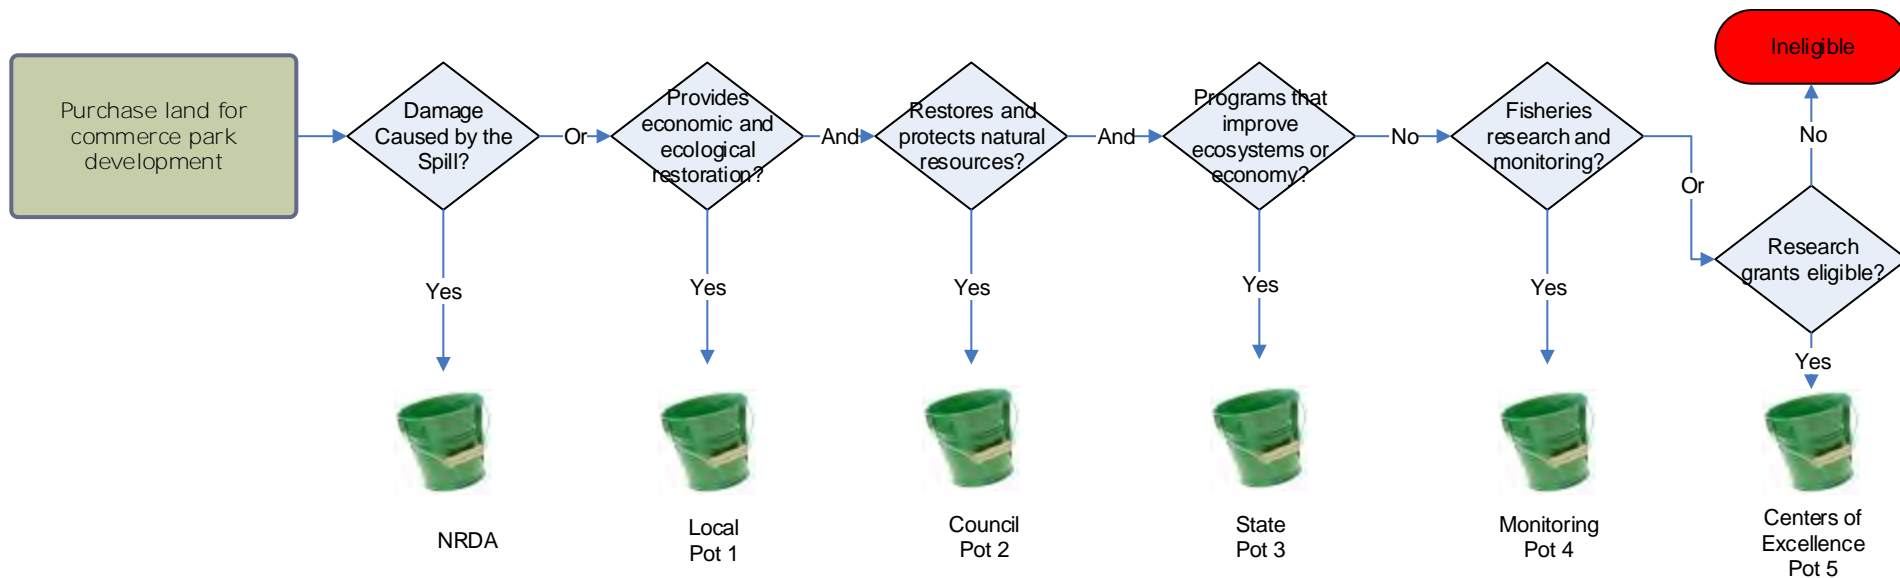 Purchase land for
commerce park
development
Damage
Caused by the
Spill?
Or
Provides
economic and
ecological
restoration?
And
Restores and
protects natural
resources?
And
Programs that
improve
ecosystems or
economy?
No
Fisheries
research and
monitoring?
Or
Research
grants eligible?
No
Ineligible
Yes
Yes
Yes
Yes
Yes
Yes
NRDA
Local
Pot 1
Council
Pot 2
State
Pot 3
Monitoring
Pot 4
Centers of
Excellence
Pot 5